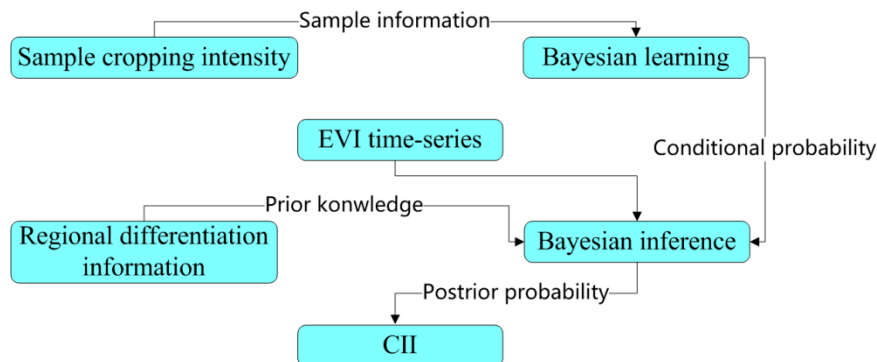 Sample information
Sample cropping intensity
Bayesian learning
EVI time-series
Conditional probability
Prior konwledge
Regional differentiation
information
Bayesian inference
Postrior probability
CII